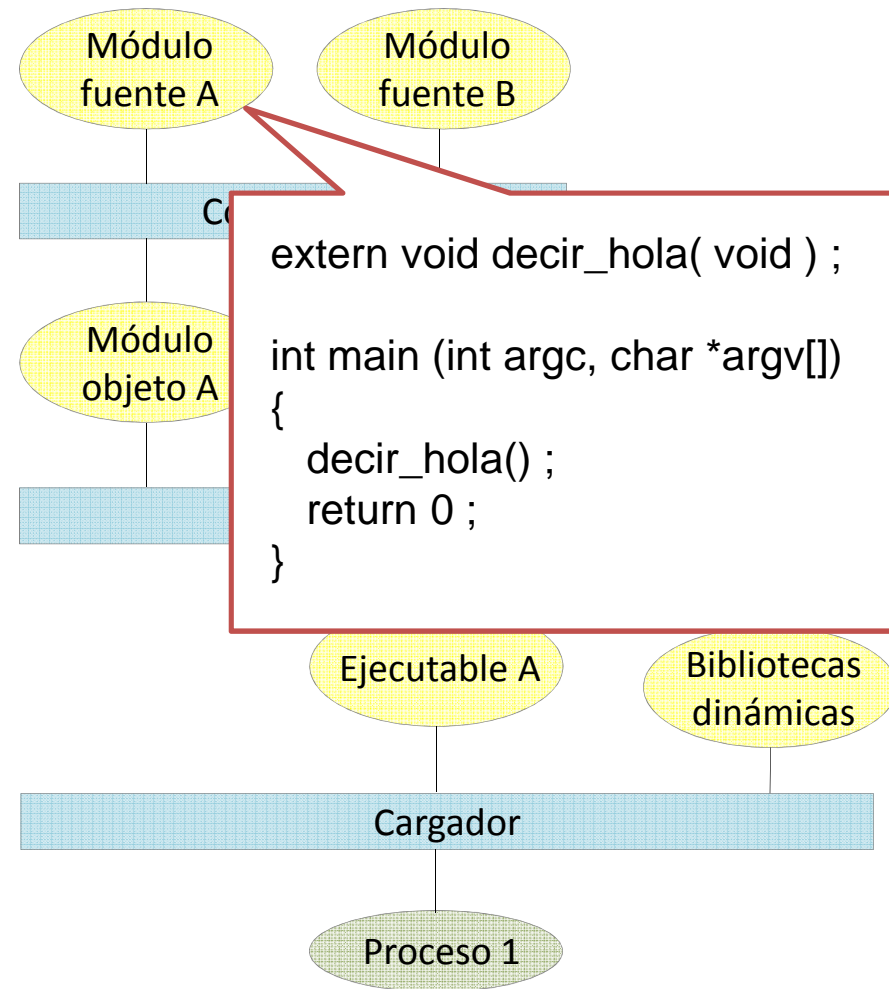 Módulo
fuente A
Módulo
fuente B
extern void decir_hola( void ) ;
int main (int argc, char *argv[])
{
decir_hola() ;
return 0 ;
}
Módulo
objeto A
Ejecutable A
Bibliotecas
dinámicas
Cargador
Proceso 1